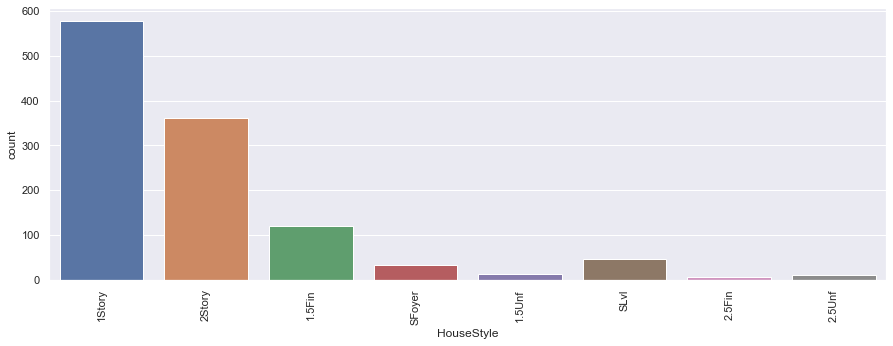 600
500
400
300
200
100
0
count
1Story
2Story
1.5Fin
SFoyer
1.5Unf
SLvl
2.5Fin
2.5Unf
HouseStyle